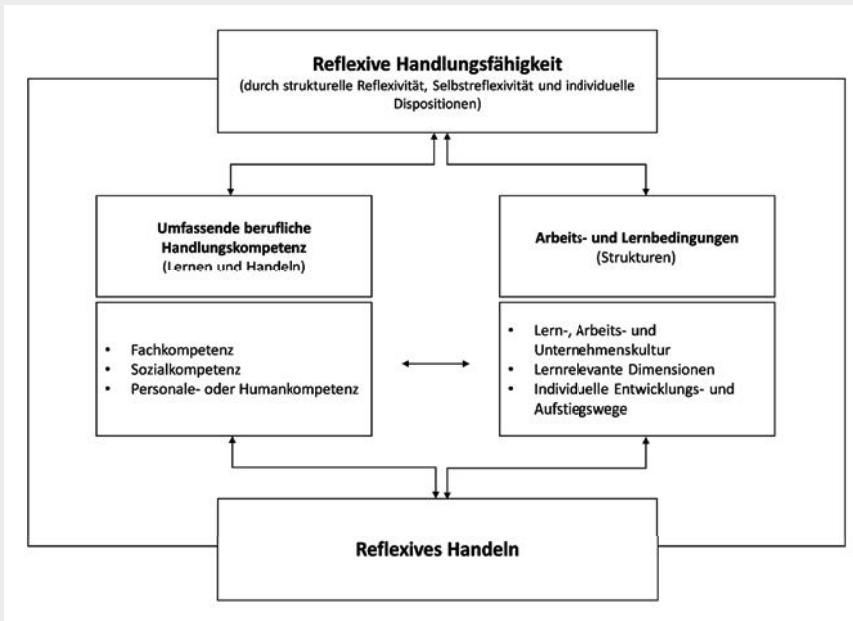 Reflexive Handlungsfähigkeit
(durch strukturelle Reflexivität, Selbstreflexivität und individuelle
Dispositionen)
Umfassende berufliche
Handlungskompetenz
(Lernen und Handeln)
• Fachkompetenz
• Sozialkompetenz
• Personale- oder Humankompetenz
Arbeits- und Lernbedingungen
(Strukturen)
• Lern-, Arbeits- und
Unternehmenskultur
• Lernrelevante Dimensionen
• Individuelle Entwicklungs- und
Aufstiegswege
Reflexives Handeln